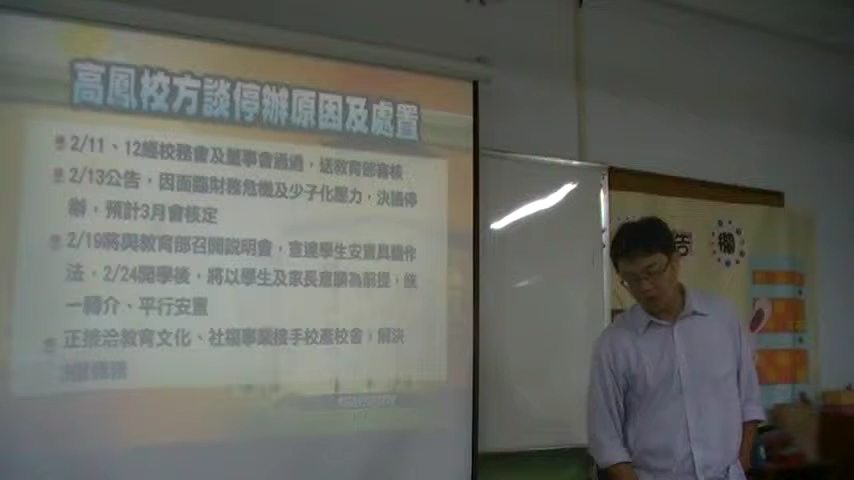 高鳳校方談停辦原因及處置
2/11、12經校務會及董事會通過，送教育部審核
2/13公告，因面臨財務危機及少子化壓力，決議停
辦，預計3月會核定
2/19將與教育部召開說明會，宣達學生安置具體作
法，2/24開學後，將以學生及家長意願為前提，統
一轉介、平行安置
正接洽教育文化、社福事業接手校產校舍，解決
債務
告 欄